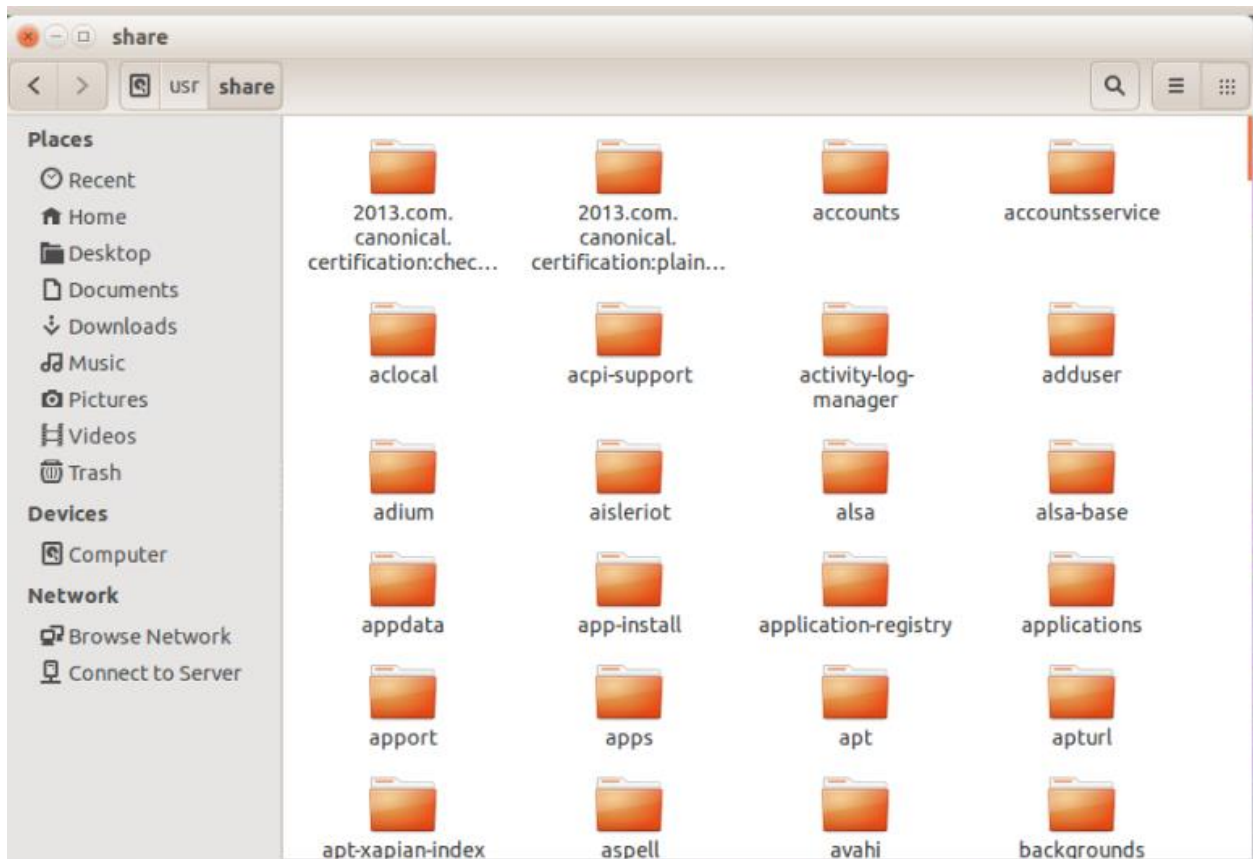 share
usr share
Places
Recent
Home
Desktop
Documents
Downloads
Music
Pictures
Videos
Trash
Devices
Computer
Network
Browse Network
Connect to Server
2013.com.
canonical.
certification:chec...
2013.com.
canonical.
certification:plain...
accounts
accountsservice
aclocal
acpi-support
activity-log-
manager
adduser
adium
aisleriot
alsa
alsa-base
appdata
app-install
application-registry
applications
apport
apps
apt
apturl
apt-xapian-index
aspell
avahi
backgrounds